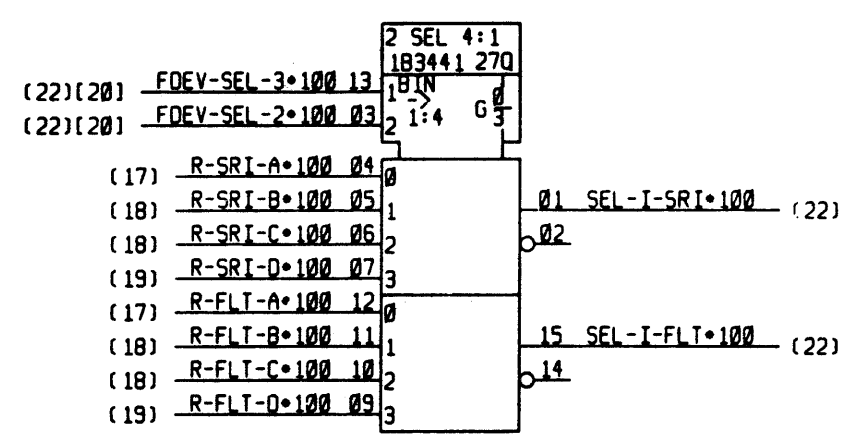 2 SEL 4:1
1B3441 27Q
(22)[20] FDEV-SEL-3•100 13 1 BIN
-> G 0/3
(22)[20] FDEV-SEL-2•100 03 2 1:4
(17) R-SRI-A•100 04 0
(18) R-SRI-B•100 05 1 01 SEL-I-SRI•100 (22)
(18) R-SRI-C•100 06 2 02
(19) R-SRI-D•100 07 3
(17) R-FLT-A•100 12 0
(18) R-FLT-B•100 11 1 15 SEL-I-FLT•100 (22)
(18) R-FLT-C•100 10 2 14
(19) R-FLT-D•100 09 3